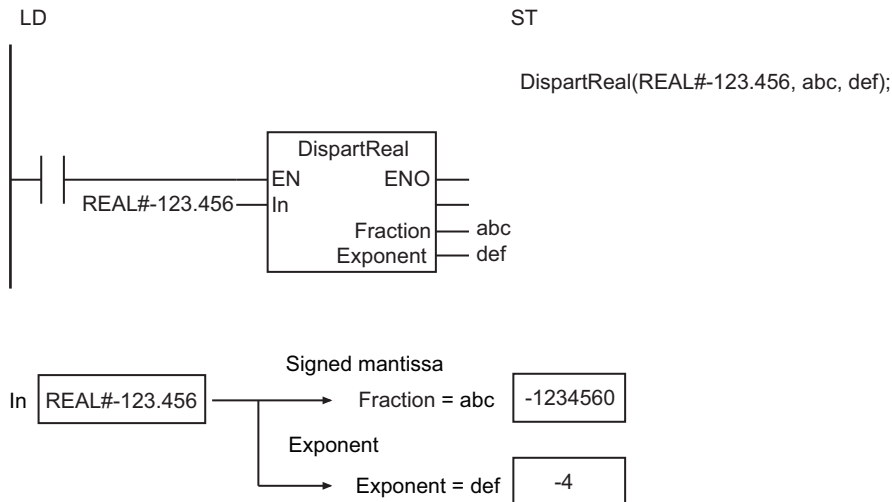 LD
ST
DispartReal(REAL#-123.456, abc, def);
DispartReal
EN ENO
REAL#-123.456 In
Fraction abc
Exponent def
Signed mantissa
In REAL#-123.456 Fraction = abc -1234560
Exponent
Exponent = def -4